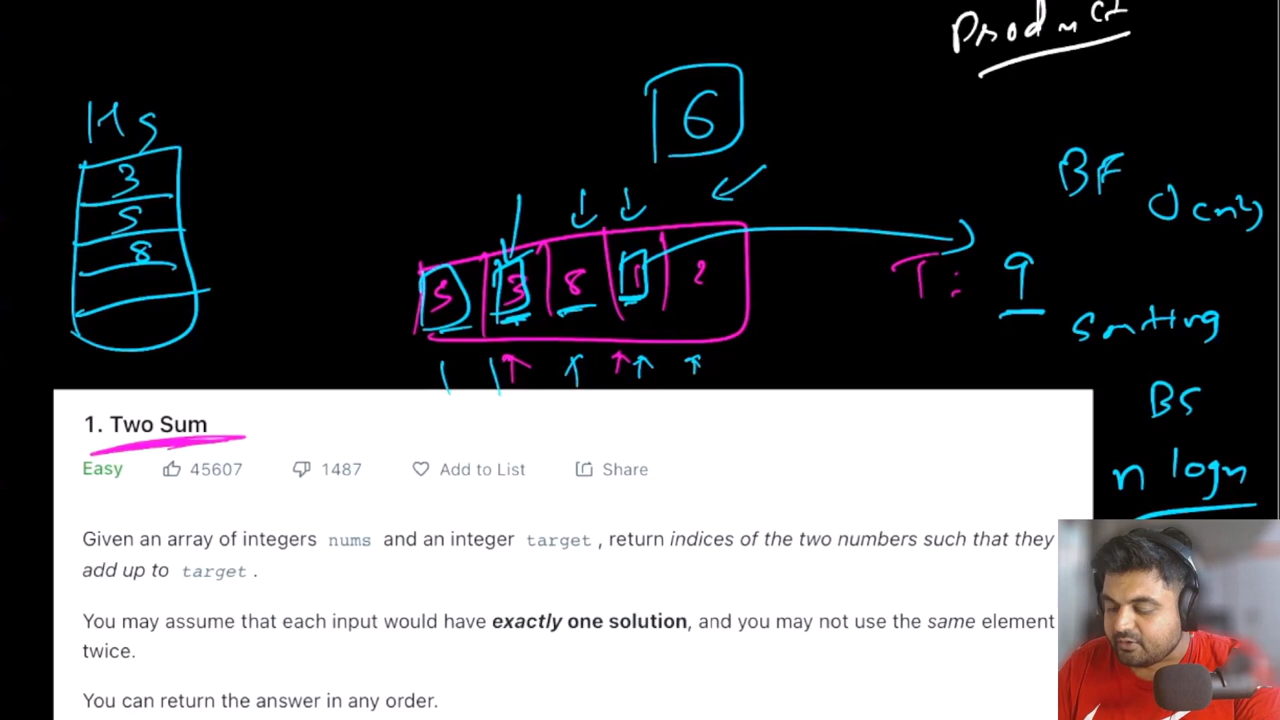 Product
6
HS
3
5
8
BF
O(n²)
5 3 8 1 2
T: 9
Sorting
BS
n logn
1. Two Sum
Easy 45607 1487 Add to List Share
Given an array of integers nums and an integer target, return indices of the two numbers such that they
add up to target.
You may assume that each input would have exactly one solution, and you may not use the same element
twice.
You can return the answer in any order.